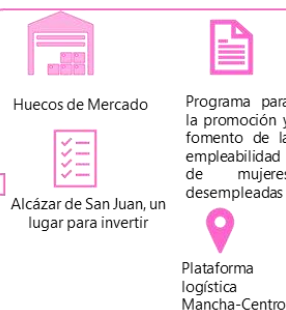 Huecos de Mercado
Programa para
la promoción y
fomento de la
empleabilidad
de mujeres
desempleadas
Alcázar de San Juan, un
lugar para invertir
Plataforma
logística
Mancha-Centro